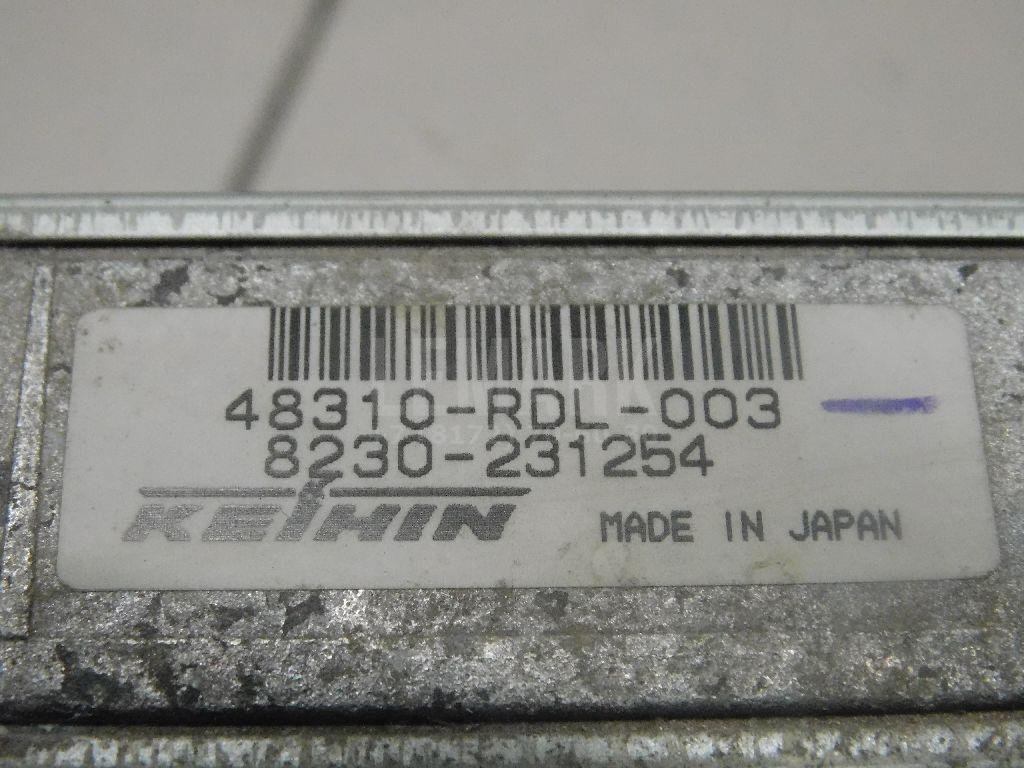 48310-RDL-003
8230-231254
KEIHIN
MADE IN JAPAN